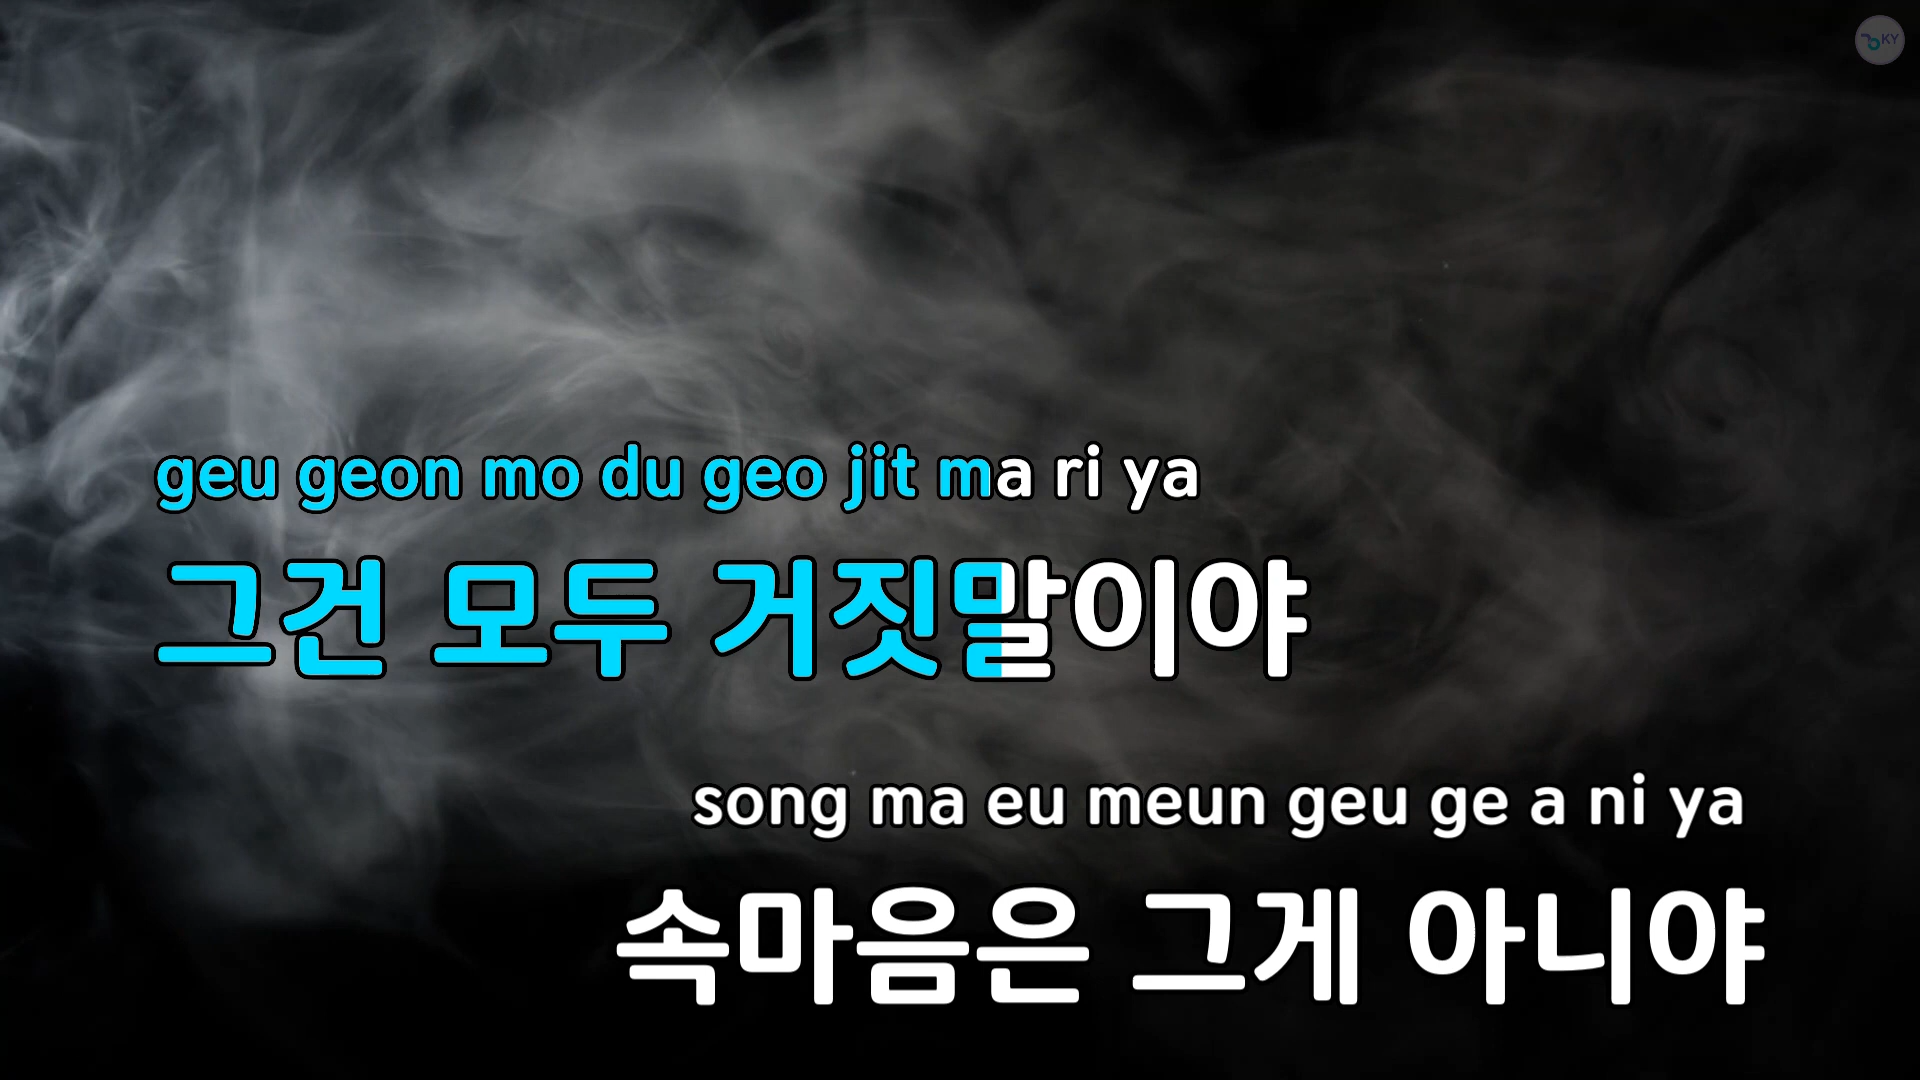 KY
geu geon mo du geo jit ma ri ya
그건 모두 거짓말이야
song ma eu meun geu ge a ni ya
속마음은 그게 아니야